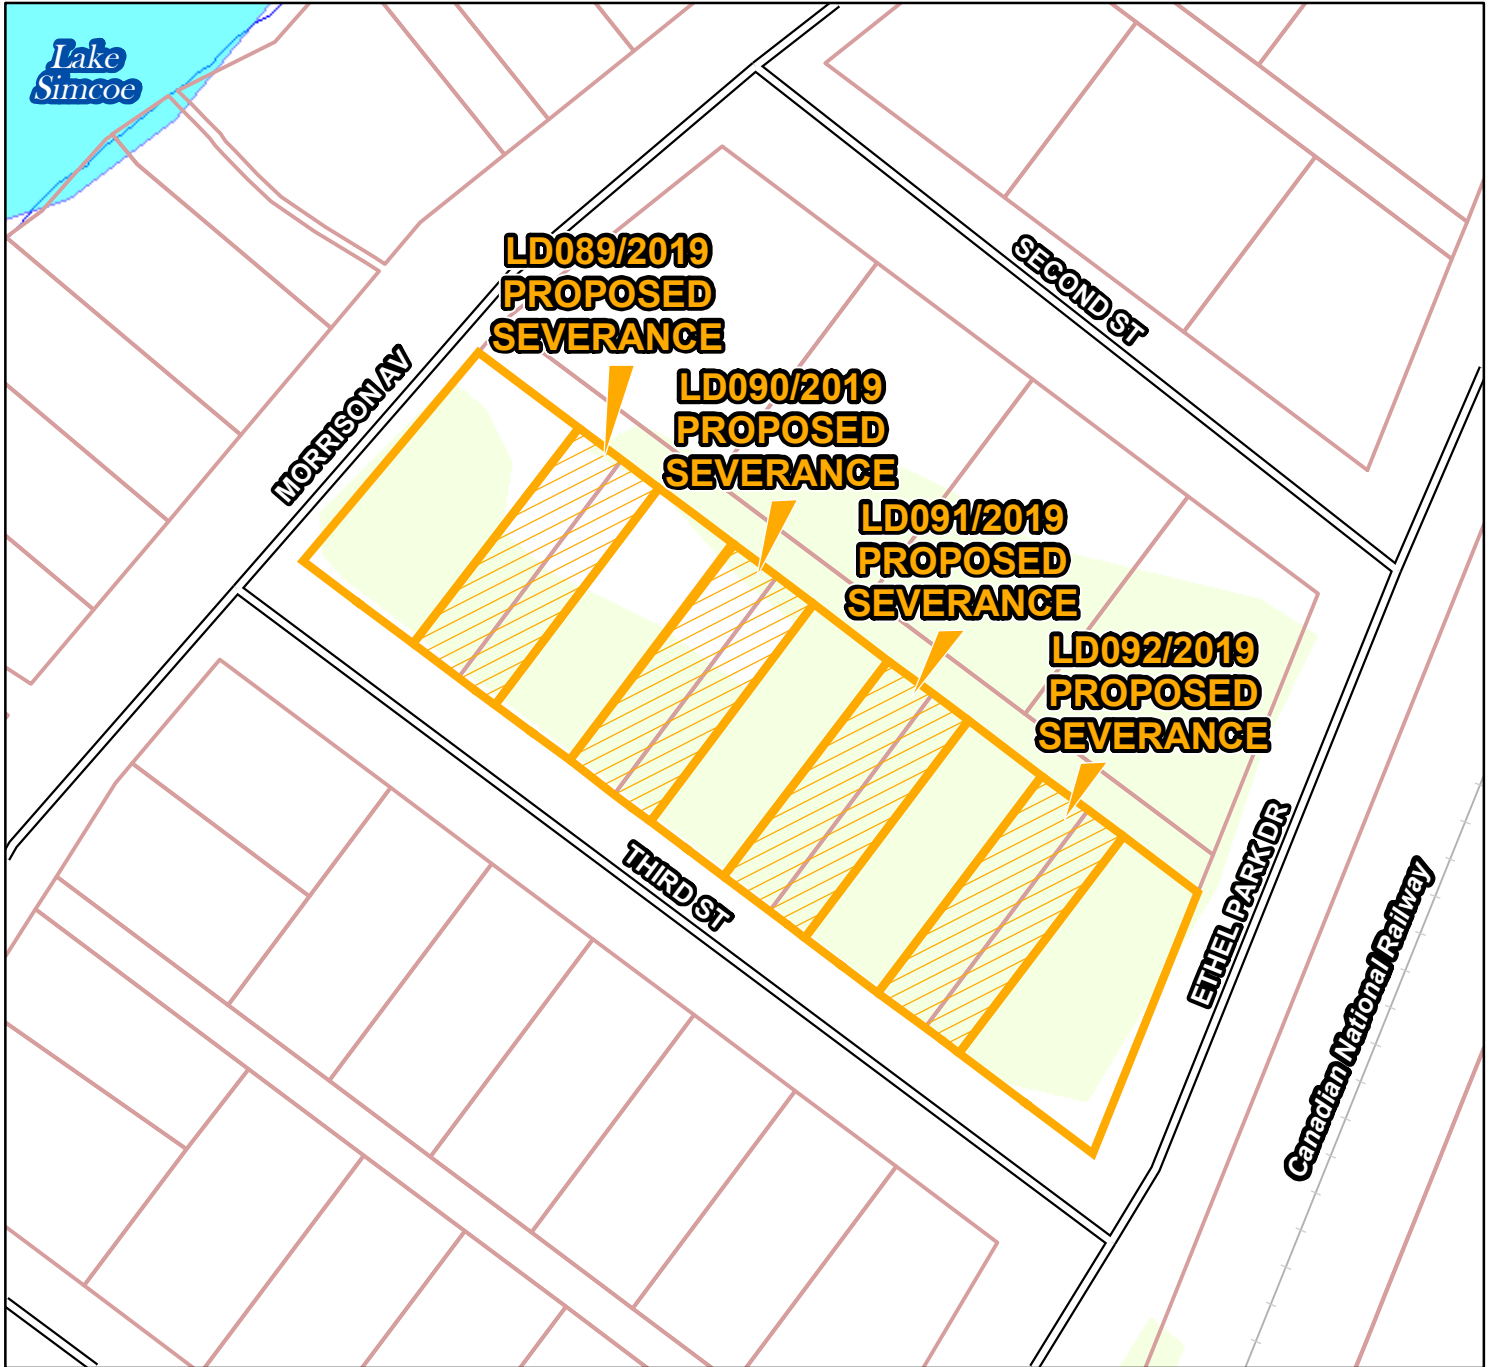 Lake
Simcoe
SECOND ST
LD089/2019
PROPOSED
SEVERANCE
MORRISON AV
LD090/2019
PROPOSED
SEVERANCE
LD091/2019
PROPOSED
SEVERANCE
LD092/2019
PROPOSED
SEVERANCE
THIRD ST
ETHEL PARK DR
Canadian National Railway